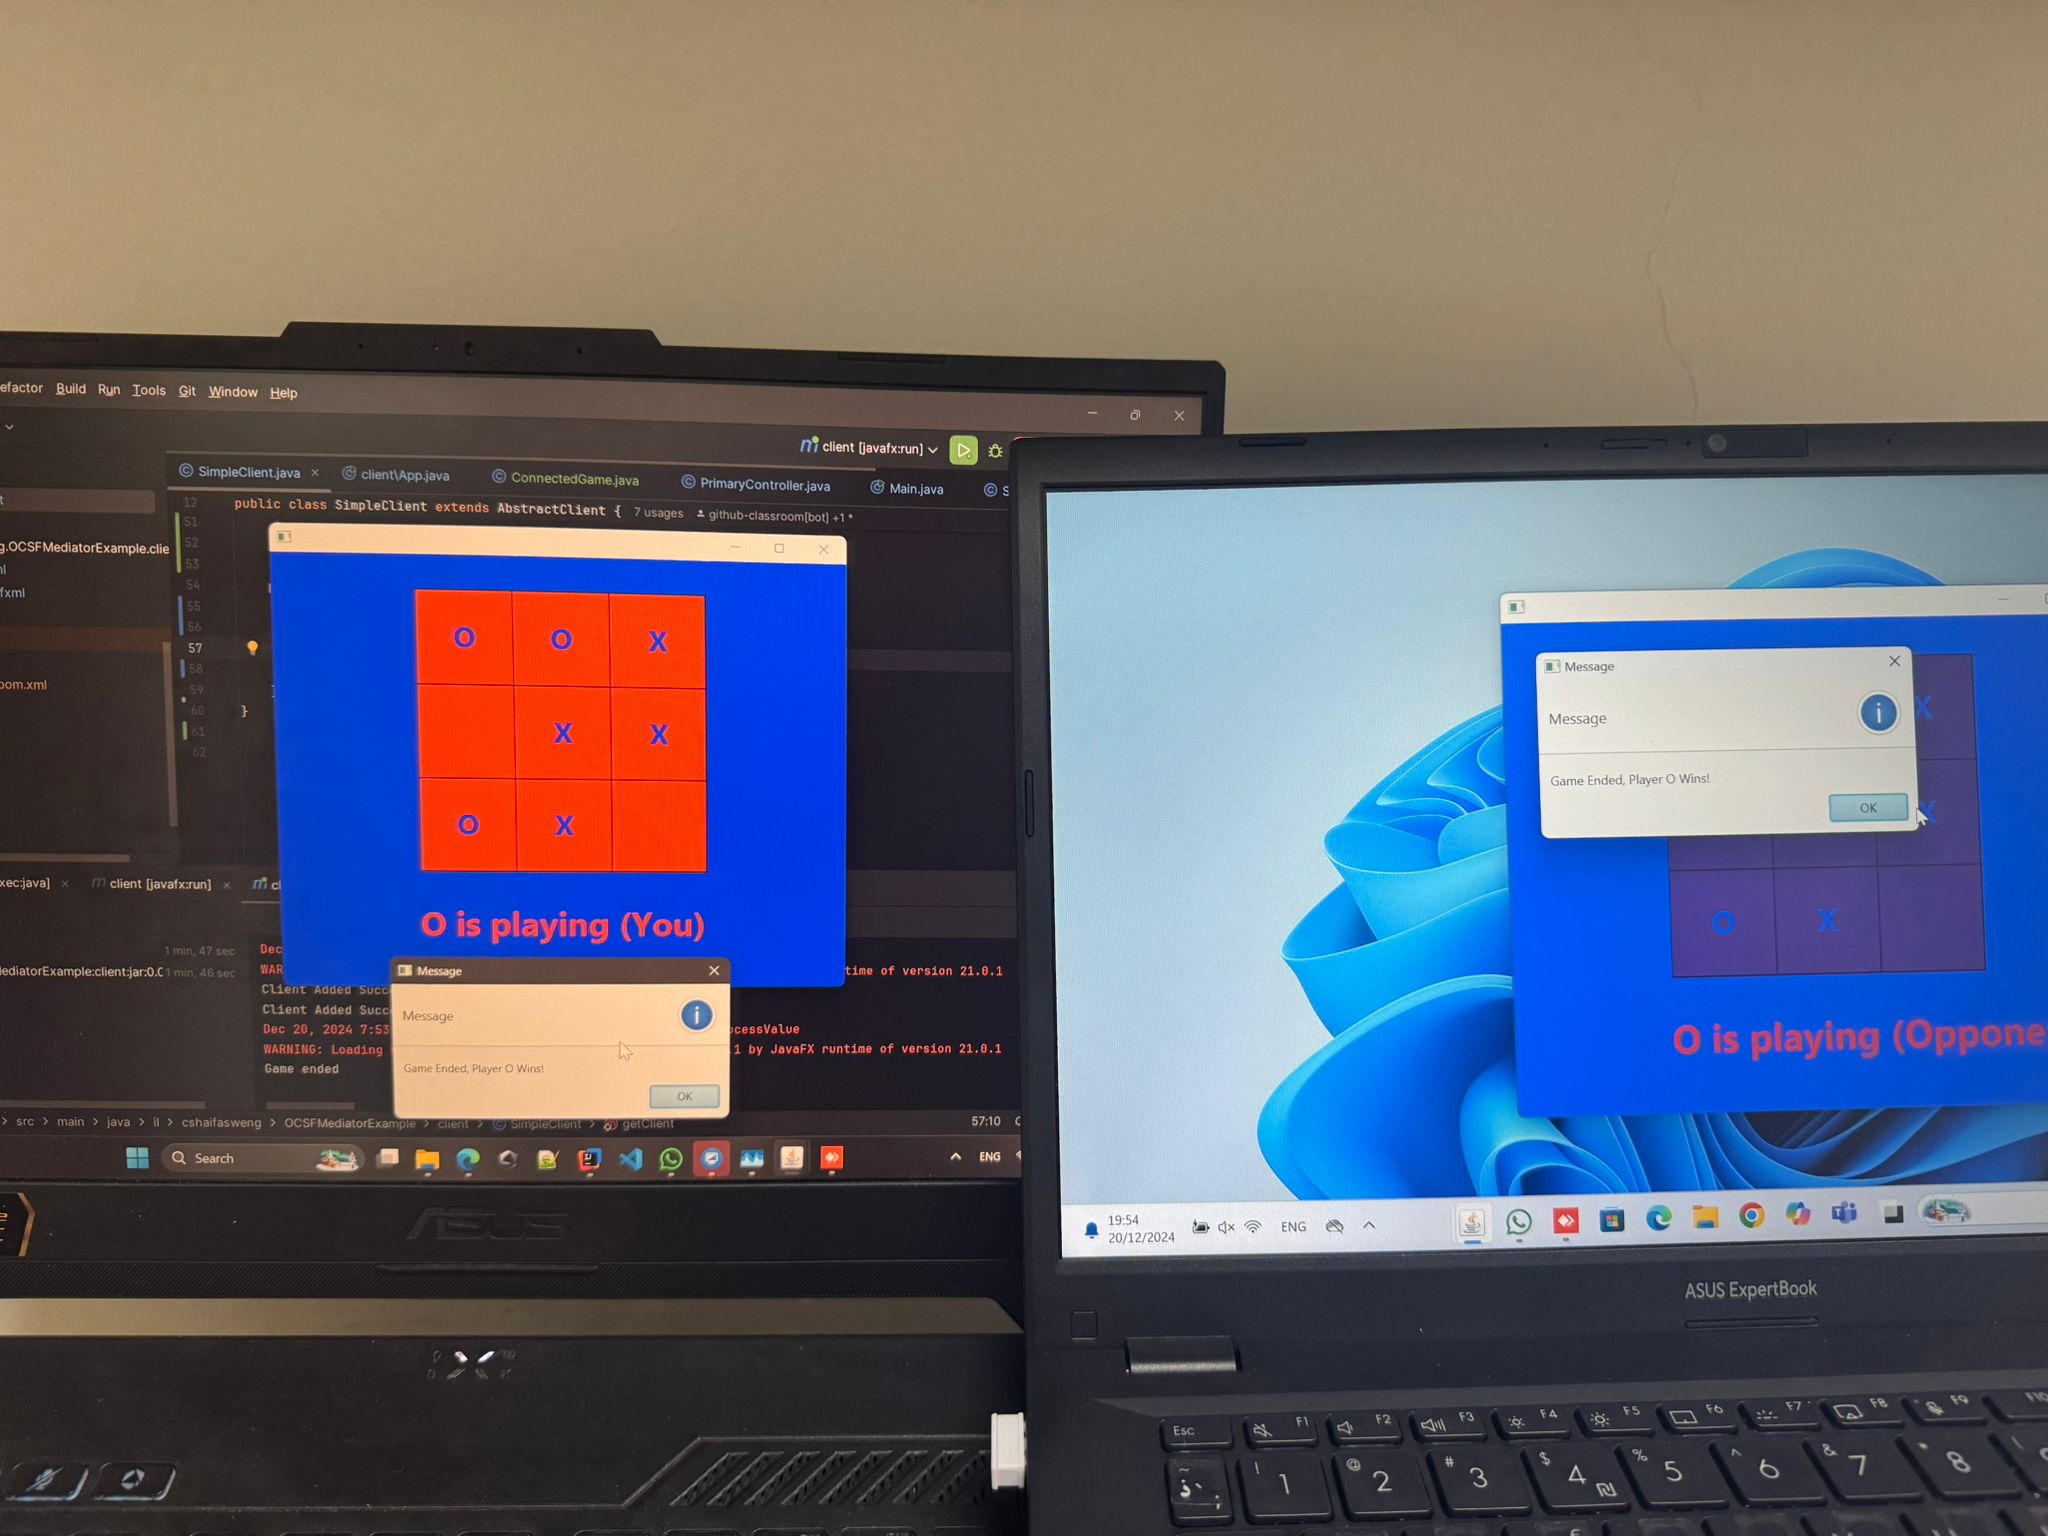 efactor Build Run Tools Git Window Help
client [javafx:run]
SimpleClient.java client\App.java ConnectedGame.java PrimaryController.java Main.java S
12 public class SimpleClient extends AbstractClient { 7 usages github-classroom[bot] +1 *
51
52
53
54
55
56
57
58
59
60 }
61
62
g.OCSFMediatorExample.clie
fxml
oom.xml
O O X
X X
O X
O is playing (You)
xec:java] client [javafx:run] cl
1 min, 47 sec
lediatorExample:client:jar:0.0 1 min, 46 sec
Dec
WAR time of version 21.0.1
Client Added Succ
Client Added Succ
Dec 20, 2024 7:53 ocessValue
WARNING: Loading 1 by JavaFX runtime of version 21.0.1
Game ended
Message
Message
Game Ended, Player O Wins!
OK
src > main > java > il > cshaifasweng > OCSFMediatorExample > client > SimpleClient > getClient
57:10
Search
ENG
ASUS
X
Message
Message
Game Ended, Player O Wins!
OK
X
O X
O is playing (Oppone
19:54
20/12/2024
ENG
ASUS ExpertBook
Esc F1 F2 F3 F4 F5 F6 F7 F8 F9 F10
~ ! 1 @ 2 # 3 $ 4 ₪ % 5 ^ 6 & 7 * 8